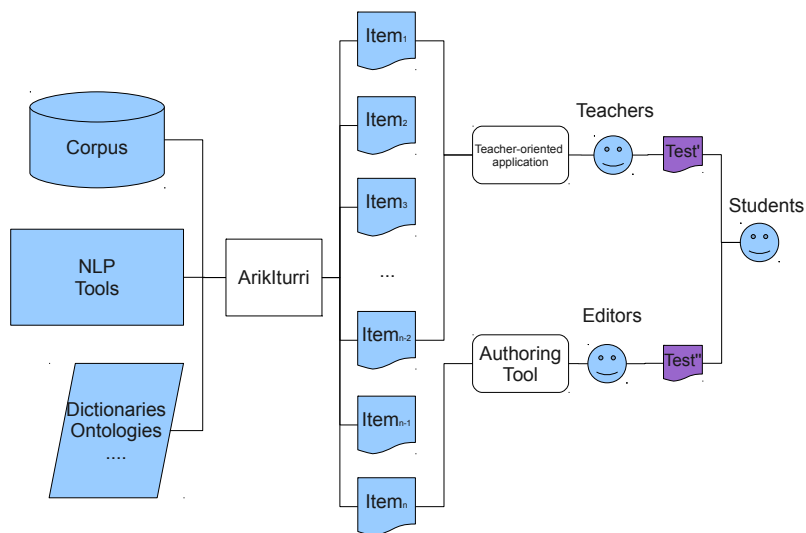 Corpus
NLP
Tools
Dictionaries
Ontologies
....
ArikIturri
Item1
Item2
Item3
...
Itemn-2
Itemn-1
Itemn
Teacher-oriented
application
Authoring
Tool
Teachers
Editors
Test'
Test''
Students